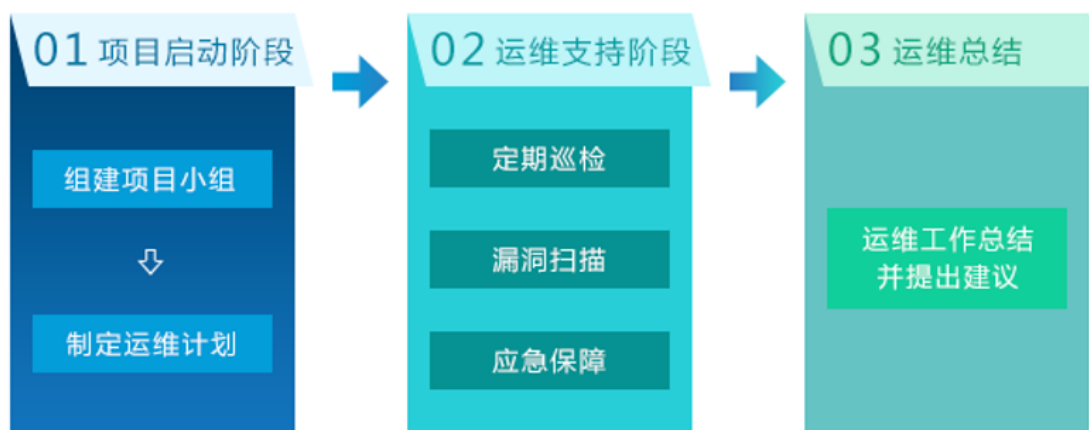 01 项目启动阶段
组建项目小组
制定运维计划
02 运维支持阶段
定期巡检
漏洞扫描
应急保障
03 运维总结
运维工作总结
并提出建议